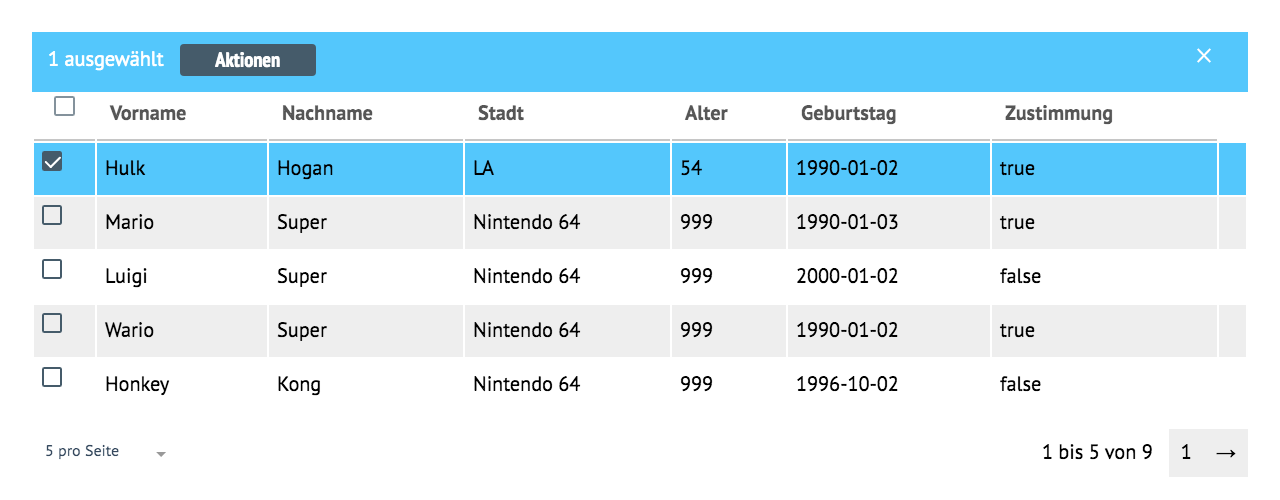 1 ausgewählt Aktionen ×
Vorname Nachname Stadt Alter Geburtstag Zustimmung
Hulk Hogan LA 54 1990-01-02 true
Mario Super Nintendo 64 999 1990-01-03 true
Luigi Super Nintendo 64 999 2000-01-02 false
Wario Super Nintendo 64 999 1990-01-02 true
Honkey Kong Nintendo 64 999 1996-10-02 false
5 pro Seite 1 bis 5 von 9 1 →